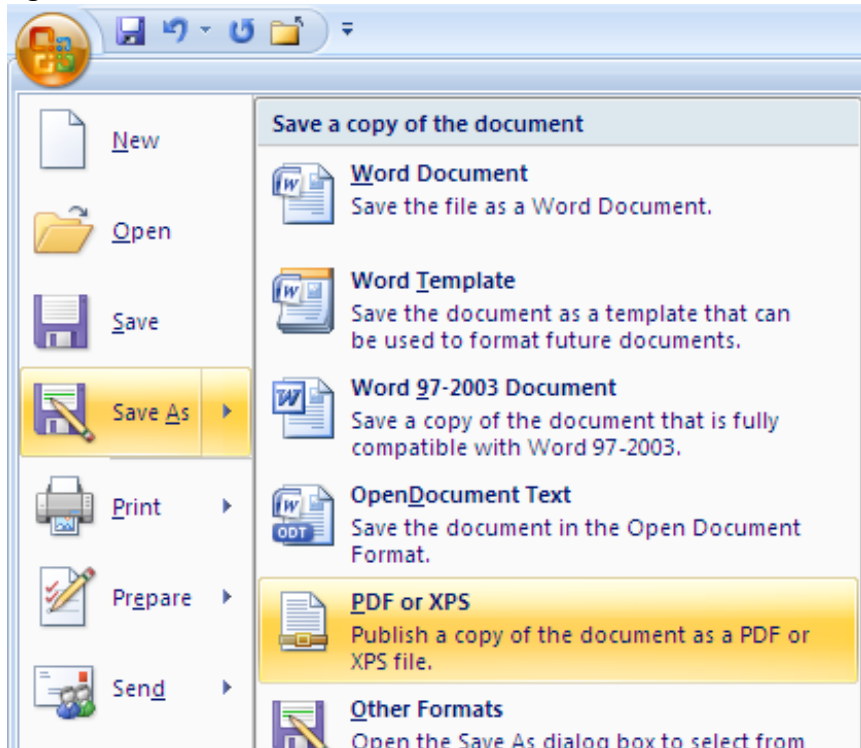 New
Open
Save
Save As
Print
Prepare
Send
Save a copy of the document
Word Document
Save the file as a Word Document.
Word Template
Save the document as a template that can
be used to format future documents.
Word 97-2003 Document
Save a copy of the document that is fully
compatible with Word 97-2003.
OpenDocument Text
ODT
Save the document in the Open Document
Format.
PDF or XPS
Publish a copy of the document as a PDF or
XPS file.
Other Formats
Open the Save As dialog box to select from